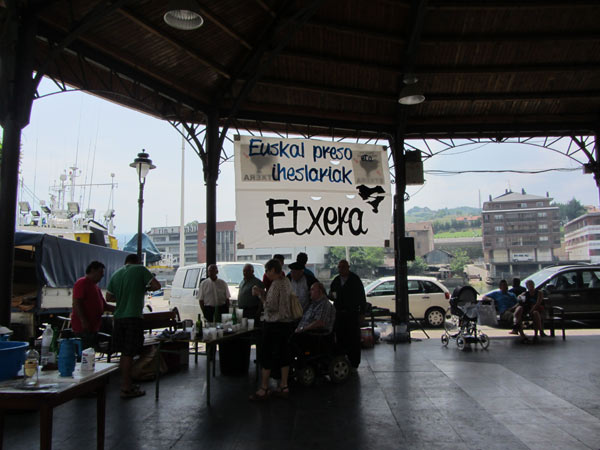 Euskal preso
iheslariak
Etxera